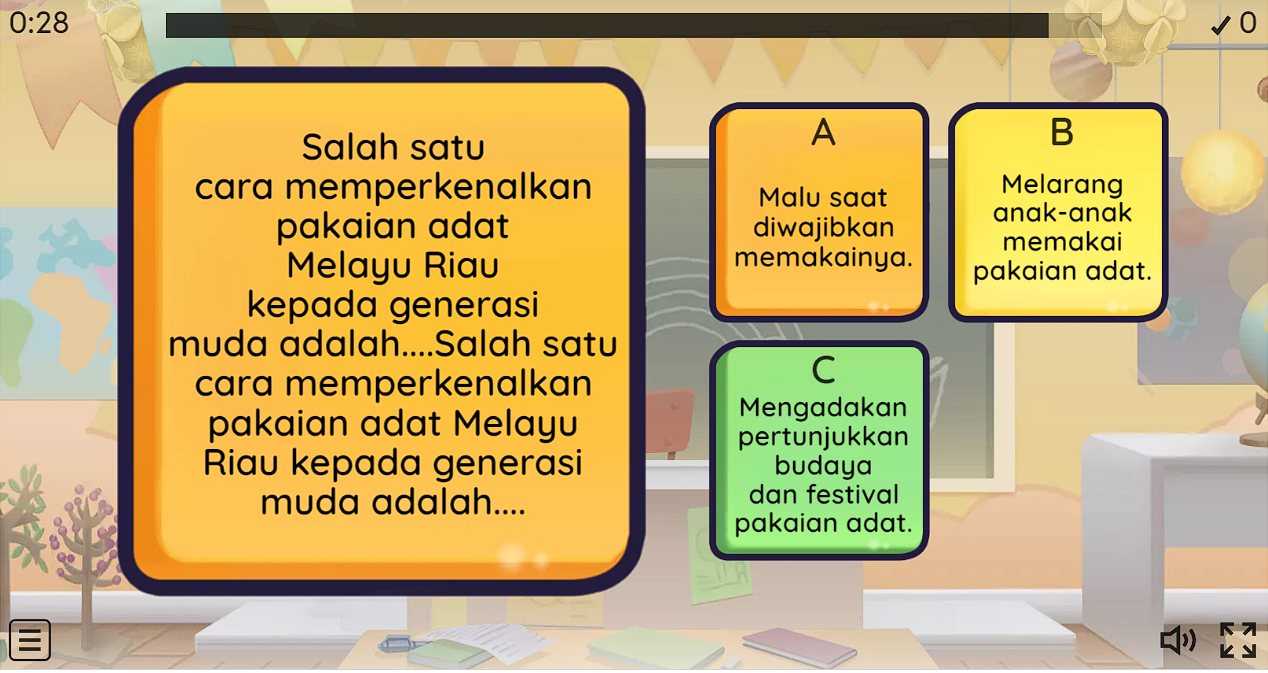 0:28
✓ 0
Salah satu
cara memperkenalkan
pakaian adat
Melayu Riau
kepada generasi
muda adalah....Salah satu
cara memperkenalkan
pakaian adat Melayu
Riau kepada generasi
muda adalah....
A
Malu saat
diwajibkan
memakainya.
B
Melarang
anak-anak
memakai
pakaian adat.
C
Mengadakan
pertunjukkan
budaya
dan festival
pakaian adat.